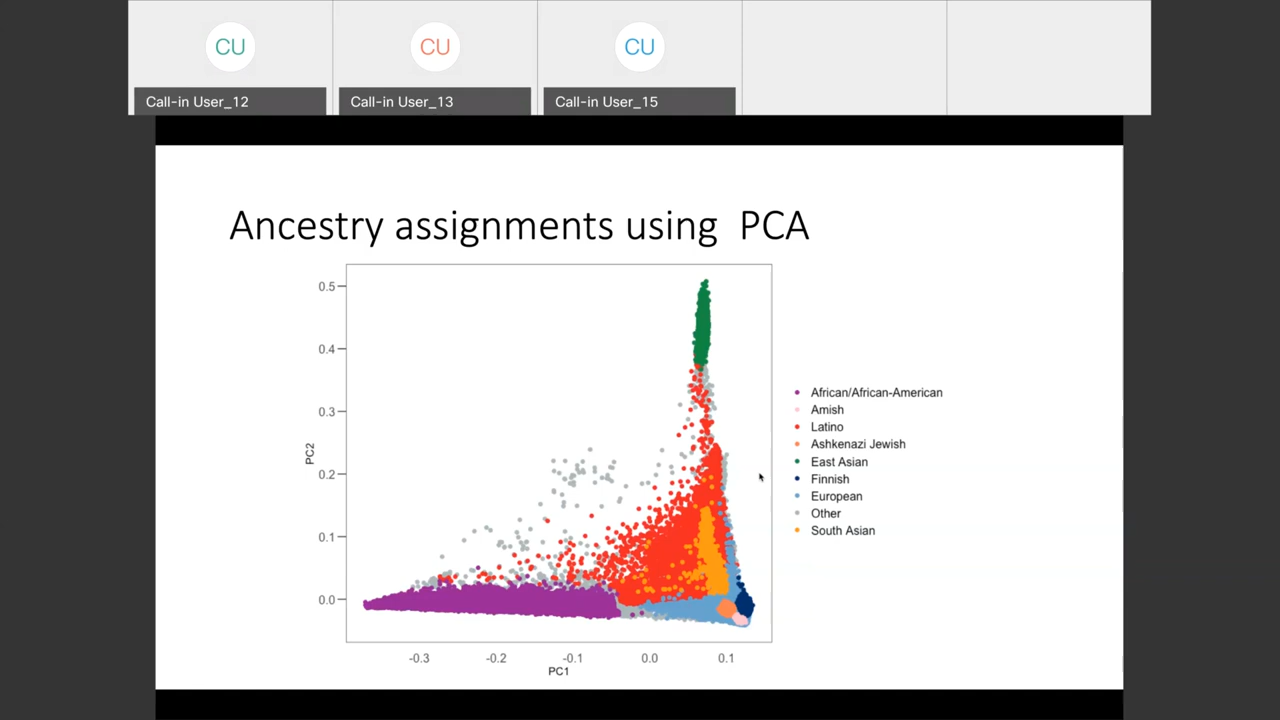 CU
CU
CU
Call-in User_12
Call-in User_13
Call-in User_15
Ancestry assignments using PCA
0.5
0.4
0.3
0.2
0.1
0.0
PC2
-0.3
-0.2
-0.1
0.0
0.1
PC1
African/African-American
Amish
Latino
Ashkenazi Jewish
East Asian
Finnish
European
Other
South Asian